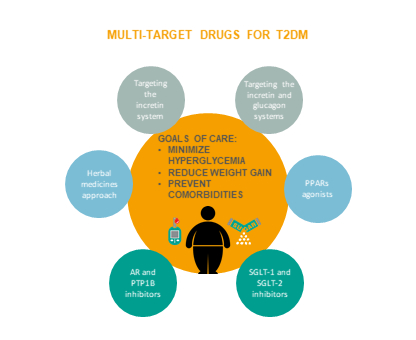 MULTI-TARGET DRUGS FOR T2DM
Targeting
the
incretin
system
Targeting the
incretin and
glucagon
systems
GOALS OF CARE:
• MINIMIZE
HYPERGLYCEMIA
• REDUCE WEIGHT GAIN
• PREVENT
COMORBIDITIES
Herbal
medicines
approach
PPARs
agonists
AR and
PTP1B
inhibitors
SGLT-1 and
SGLT-2
inhibitors